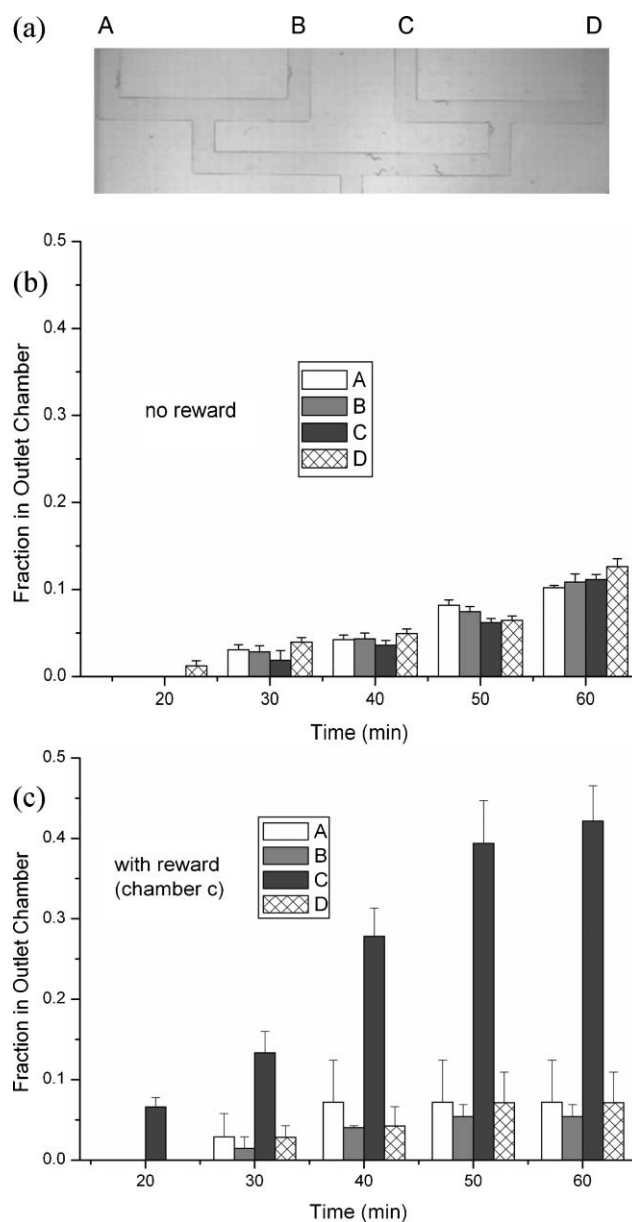 (a) A B C D
(b)
0.5
0.4
0.3
0.2
0.1
0.0
Fraction in Outlet Chamber
no reward
A
B
C
D
20 30 40 50 60
Time (min)
(c)
0.5
0.4
0.3
0.2
0.1
0.0
Fraction in Outlet Chamber
with reward
(chamber c)
A
B
C
D
20 30 40 50 60
Time (min)